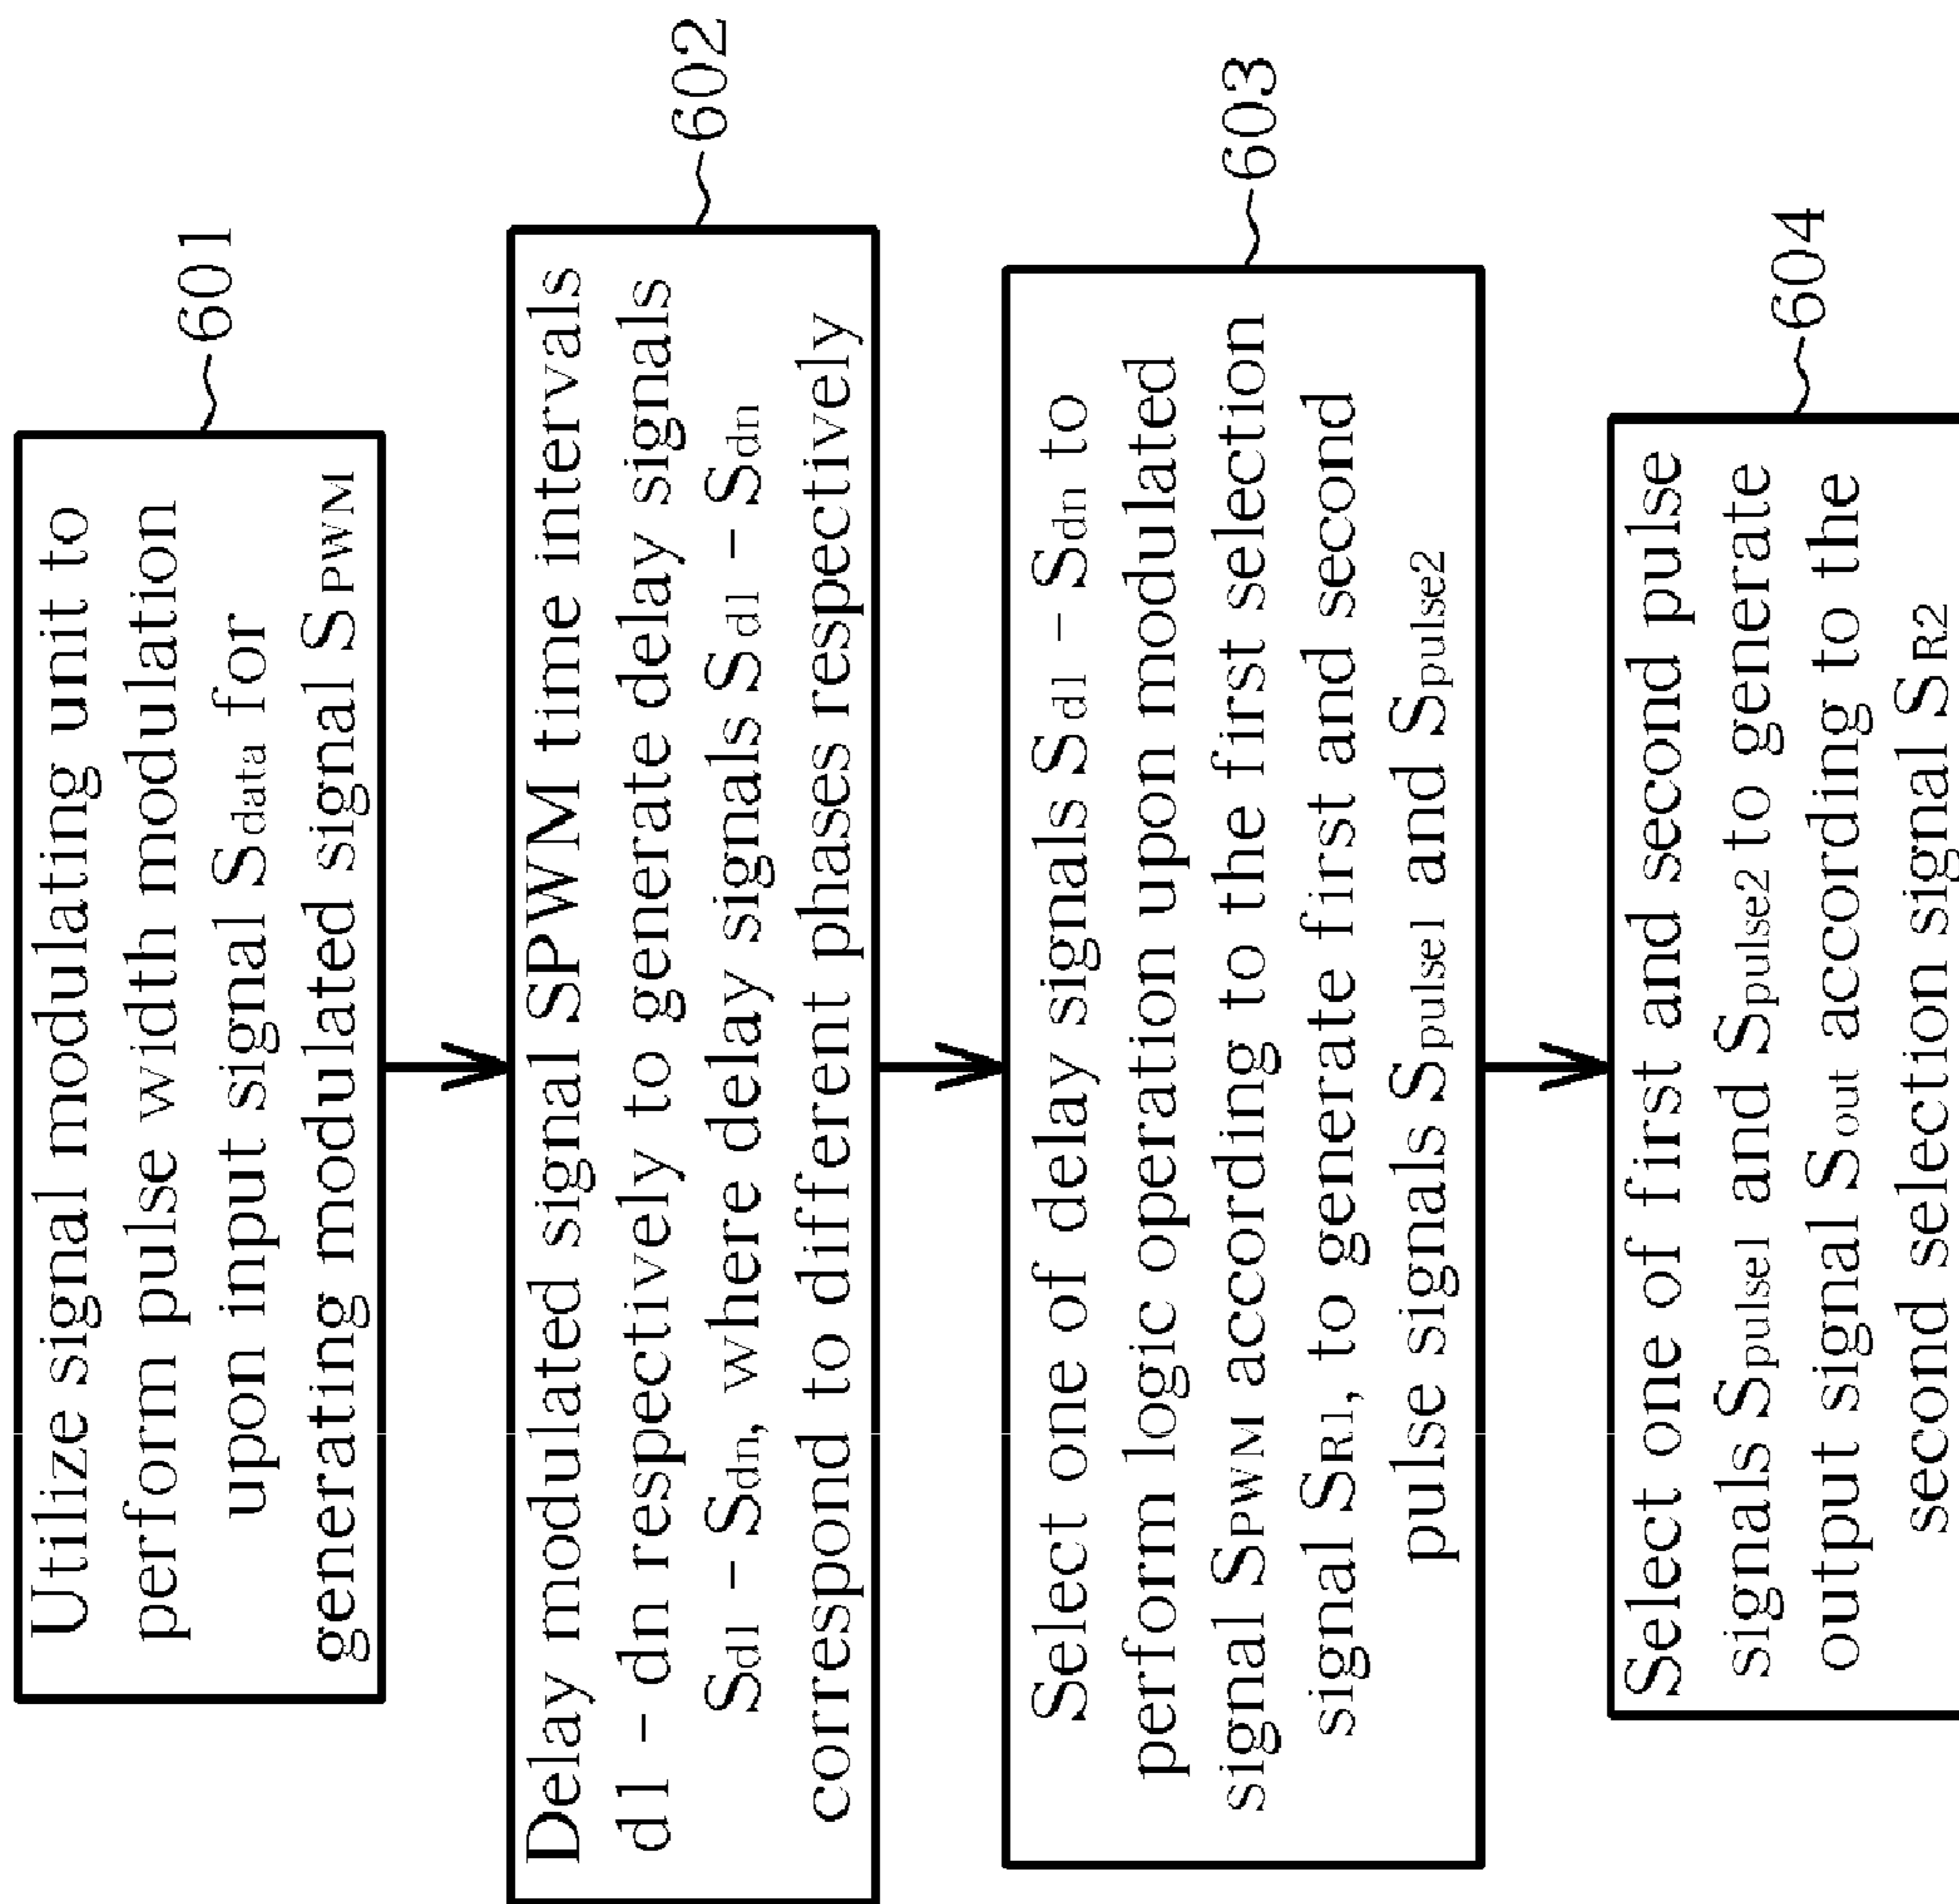 Utilize signal modulating unit to
perform pulse width modulation
upon input signal Sdata for
generating modulated signal SPWM
601
Delay modulated signal SPWM time intervals
d1 - dn respectively to generate delay signals
Sd1 - Sdn, where delay signals Sd1 - Sdn
correspond to different phases respectively
602
Select one of delay signals Sd1 - Sdn to
perform logic operation upon modulated
signal SPWM according to the first selection
signal SR1, to generate first and second
pulse signals Spulse1 and Spulse2
603
Select one of first and second pulse
signals Spulse1 and Spulse2 to generate
output signal Sout according to the
second selection signal SR2
604